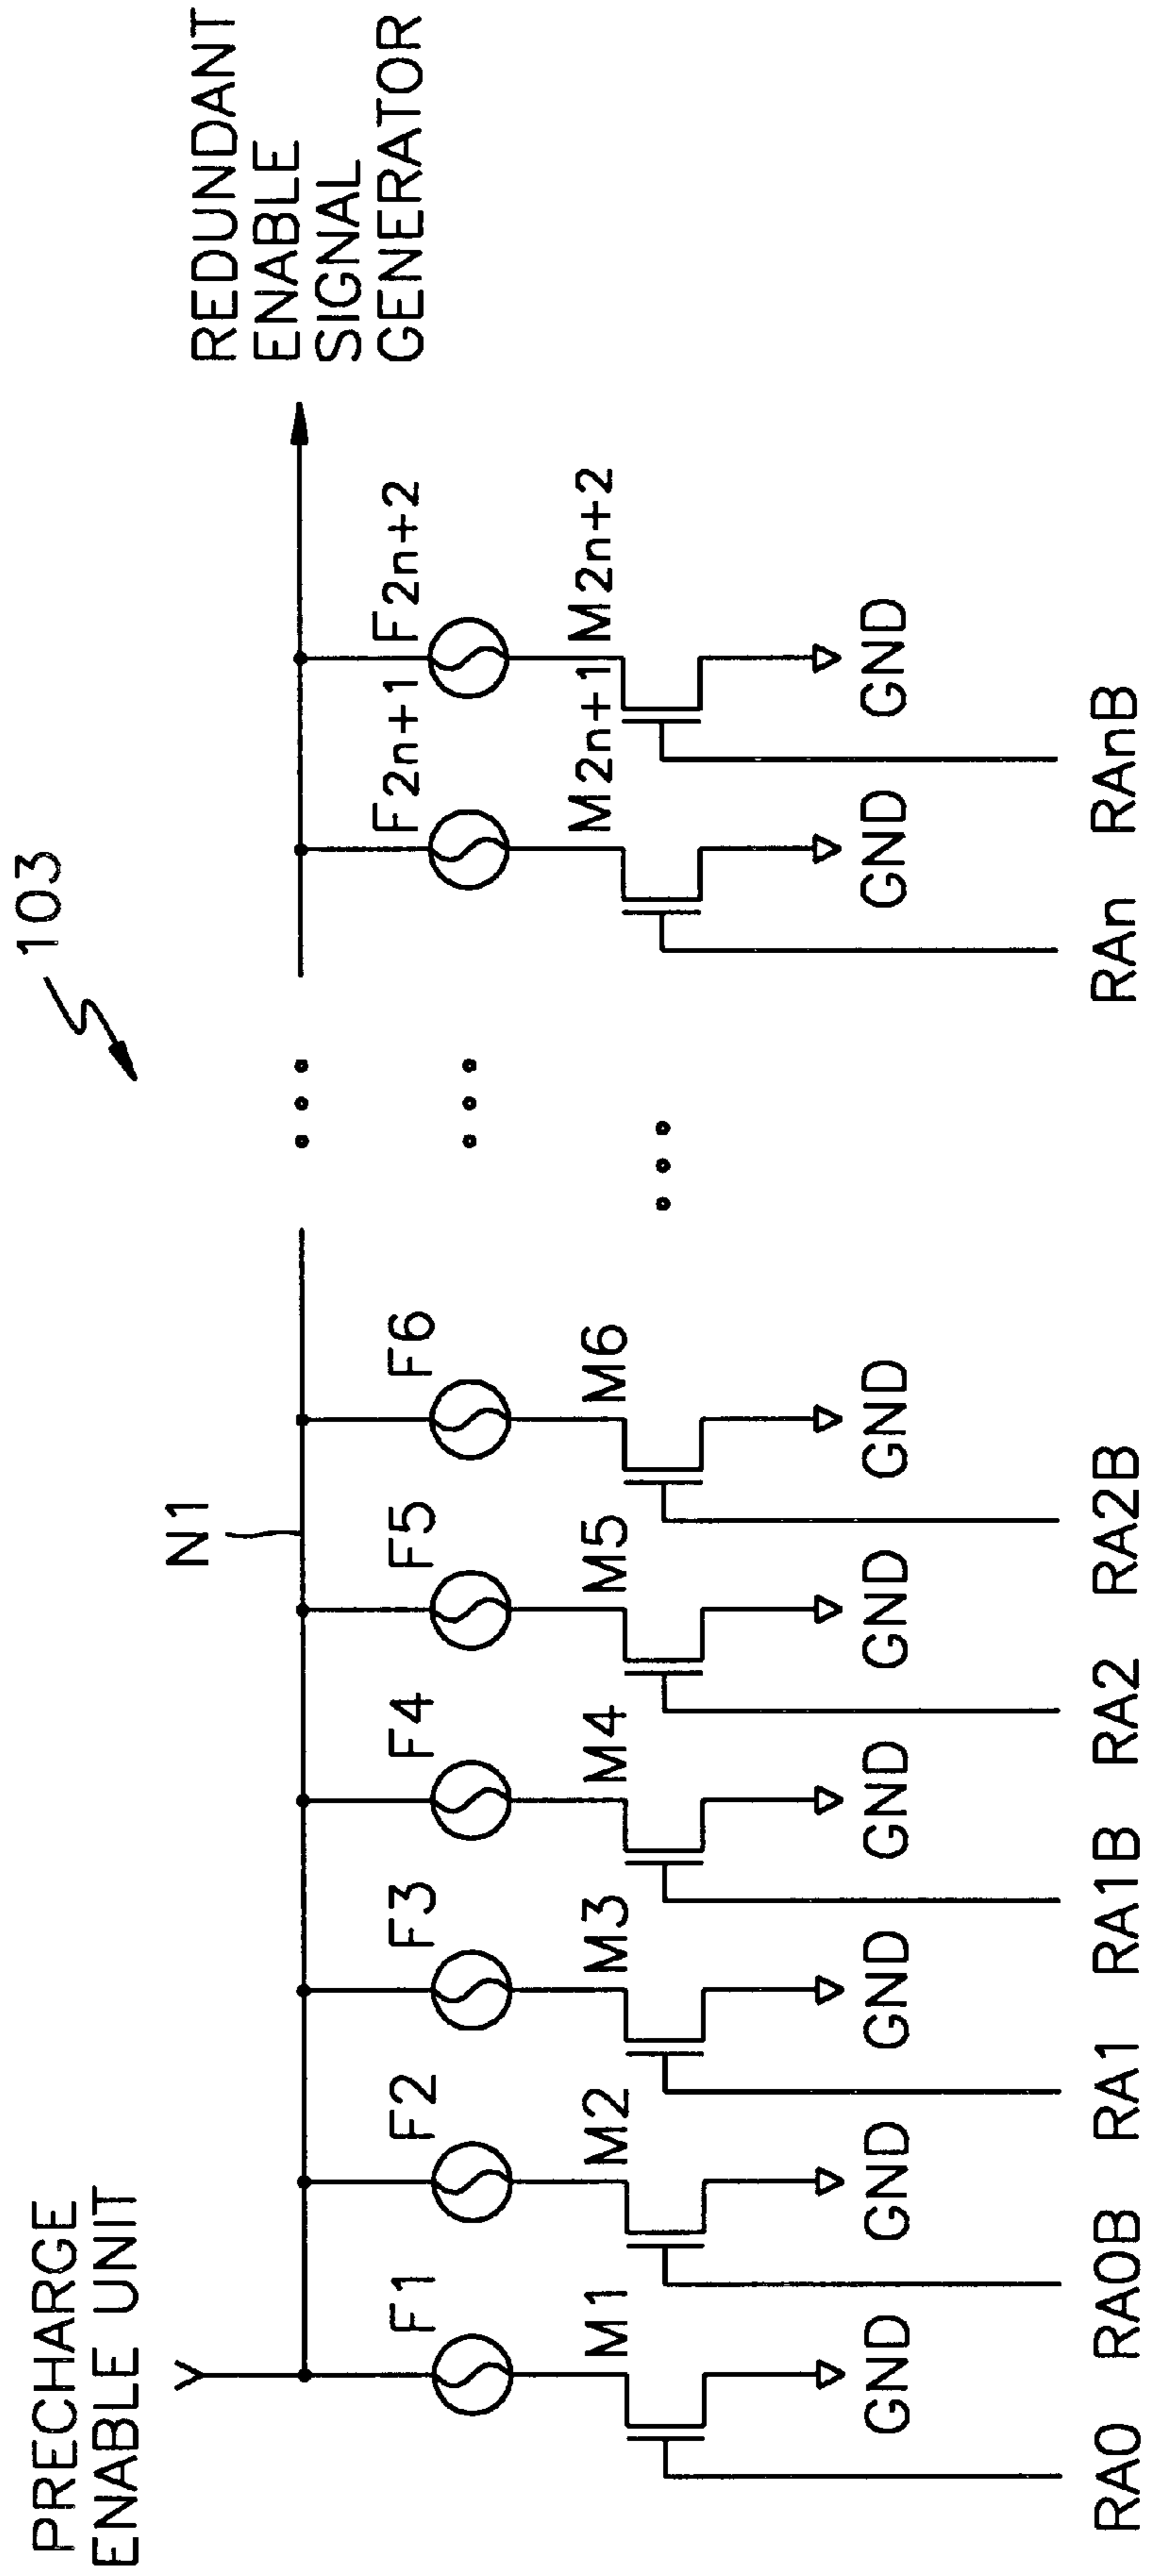 103
PRECHARGE
ENABLE UNIT
N1
REDUNDANT
ENABLE
SIGNAL
GENERATOR
F1 F2 F3 F4 F5 F6 F2n+1 F2n+2
M1 M2 M3 M4 M5 M6 M2n+1 M2n+2
GND GND GND GND GND GND GND GND
RA0 RA0B RA1 RA1B RA2 RA2B RAn RAnB